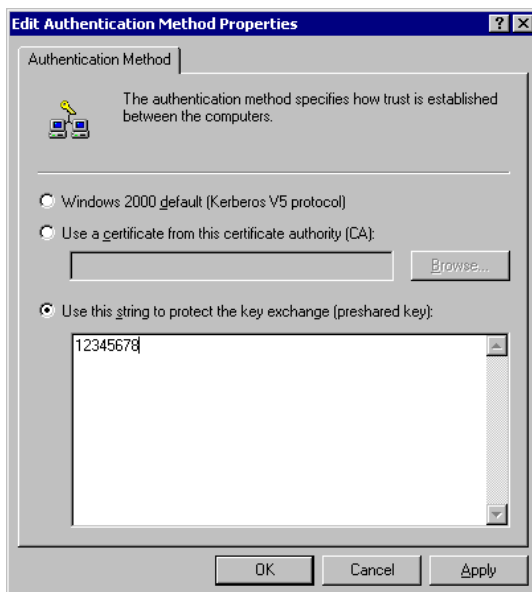 Edit Authentication Method Properties
Authentication Method
The authentication method specifies how trust is established
between the computers.
Windows 2000 default (Kerberos V5 protocol)
Use a certificate from this certificate authority (CA):
Browse...
Use this string to protect the key exchange (preshared key):
12345678
OK Cancel Apply